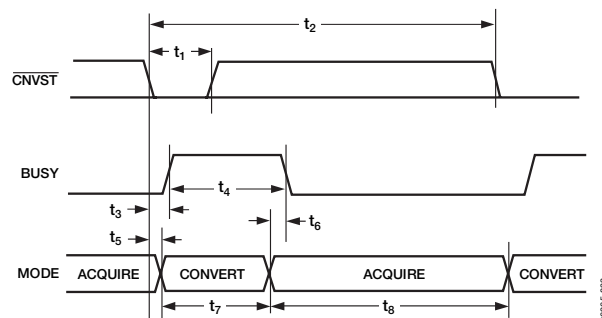 t2
t1
CNVST
BUSY
t4
t3
t6
t5
MODE ACQUIRE CONVERT ACQUIRE CONVERT
t7 t8